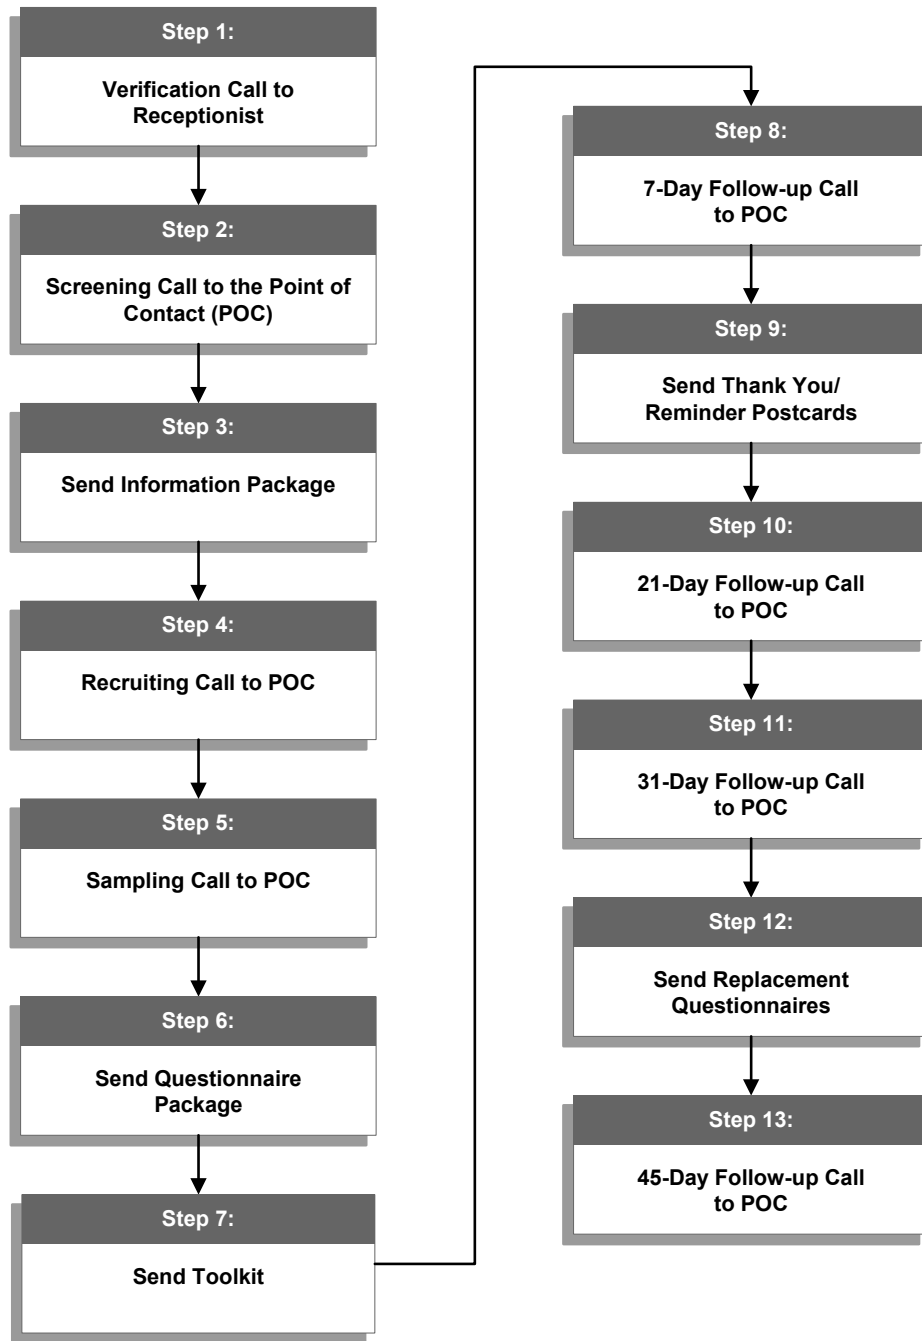 Step 1:
Verification Call to
Receptionist
Step 2:
Screening Call to the Point of
Contact (POC)
Step 3:
Send Information Package
Step 4:
Recruiting Call to POC
Step 5:
Sampling Call to POC
Step 6:
Send Questionnaire
Package
Step 7:
Send Toolkit
Step 8:
7-Day Follow-up Call
to POC
Step 9:
Send Thank You/
Reminder Postcards
Step 10:
21-Day Follow-up Call
to POC
Step 11:
31-Day Follow-up Call
to POC
Step 12:
Send Replacement
Questionnaires
Step 13:
45-Day Follow-up Call
to POC